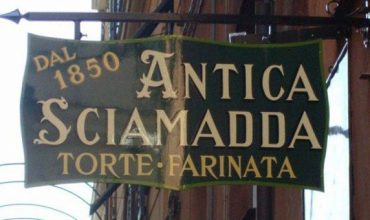 DAL
1850
ANTICA
SCIAMADDA
TORTE · FARINATA